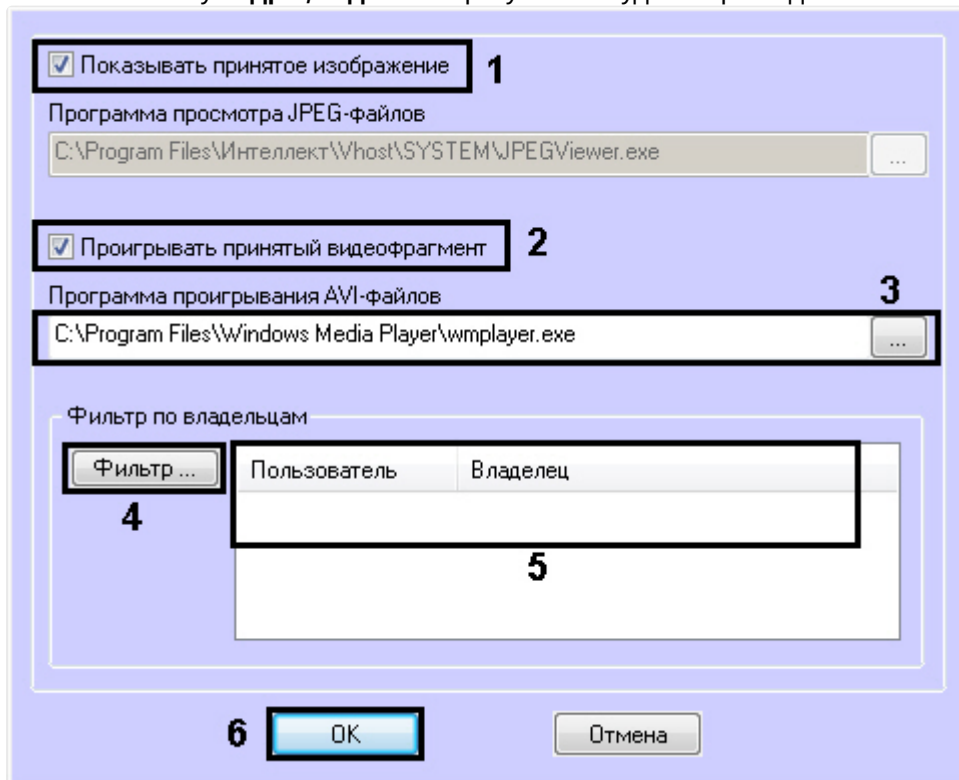 Показывать принятое изображение 1
Программа просмотра JPEG-файлов
C:\Program Files\Интеллект\Vhost\SYSTEM\JPEGViewer.exe ...
Проигрывать принятый видеофрагмент 2
Программа проигрывания AVI-файлов 3
C:\Program Files\Windows Media Player\wmplayer.exe ...
Фильтр по владельцам
Фильтр ... Пользователь Владелец
4
5
6 OK Отмена